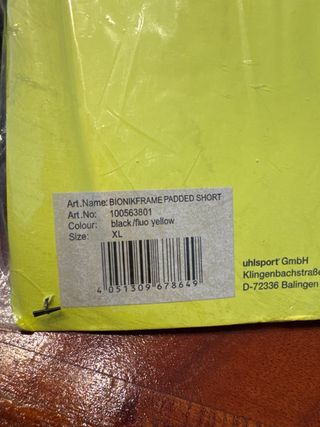 Art.Name: BIONIKFRAME PADDED SHORT
Art.No: 100563801
Colour: black/fluo yellow
Size: XL
4 051309 678649
uhlsport® GmbH
Klingenbachstraße
D-72336 Balingen